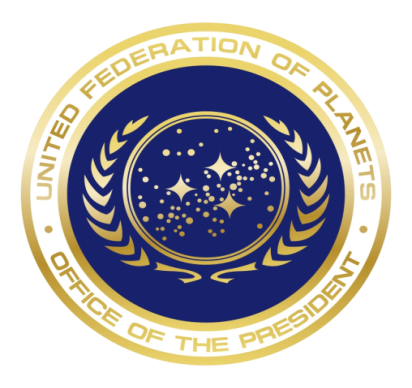 UNITED FEDERATION OF PLANETS
OFFICE OF THE PRESIDENT